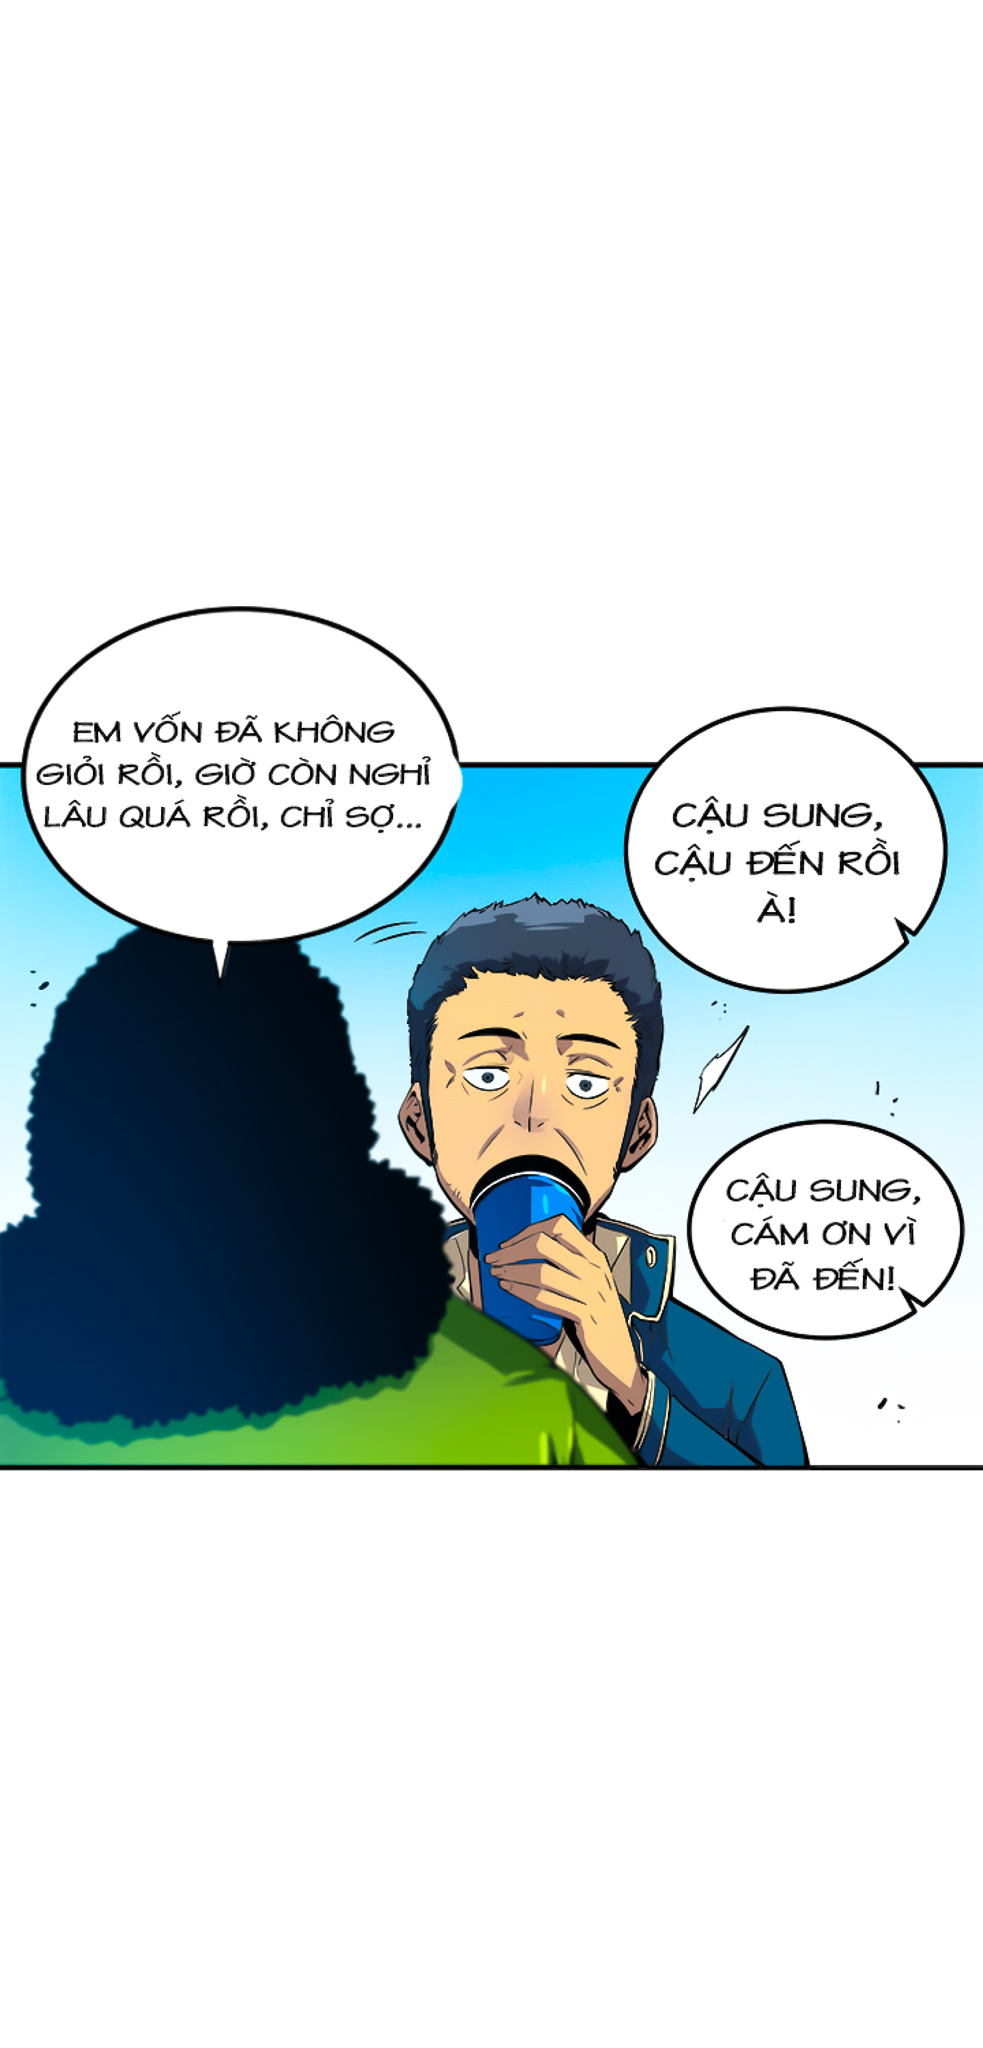 EM VỐN ĐÃ KHÔNG
GIỎI RỒI, GIỜ CÒN NGHỈ
LÂU QUÁ RỒI, CHỈ SỢ...
CẬU SUNG,
CẬU ĐẾN RỒI
À!
CẬU SUNG,
CÁM ƠN VÌ
ĐÃ ĐẾN!